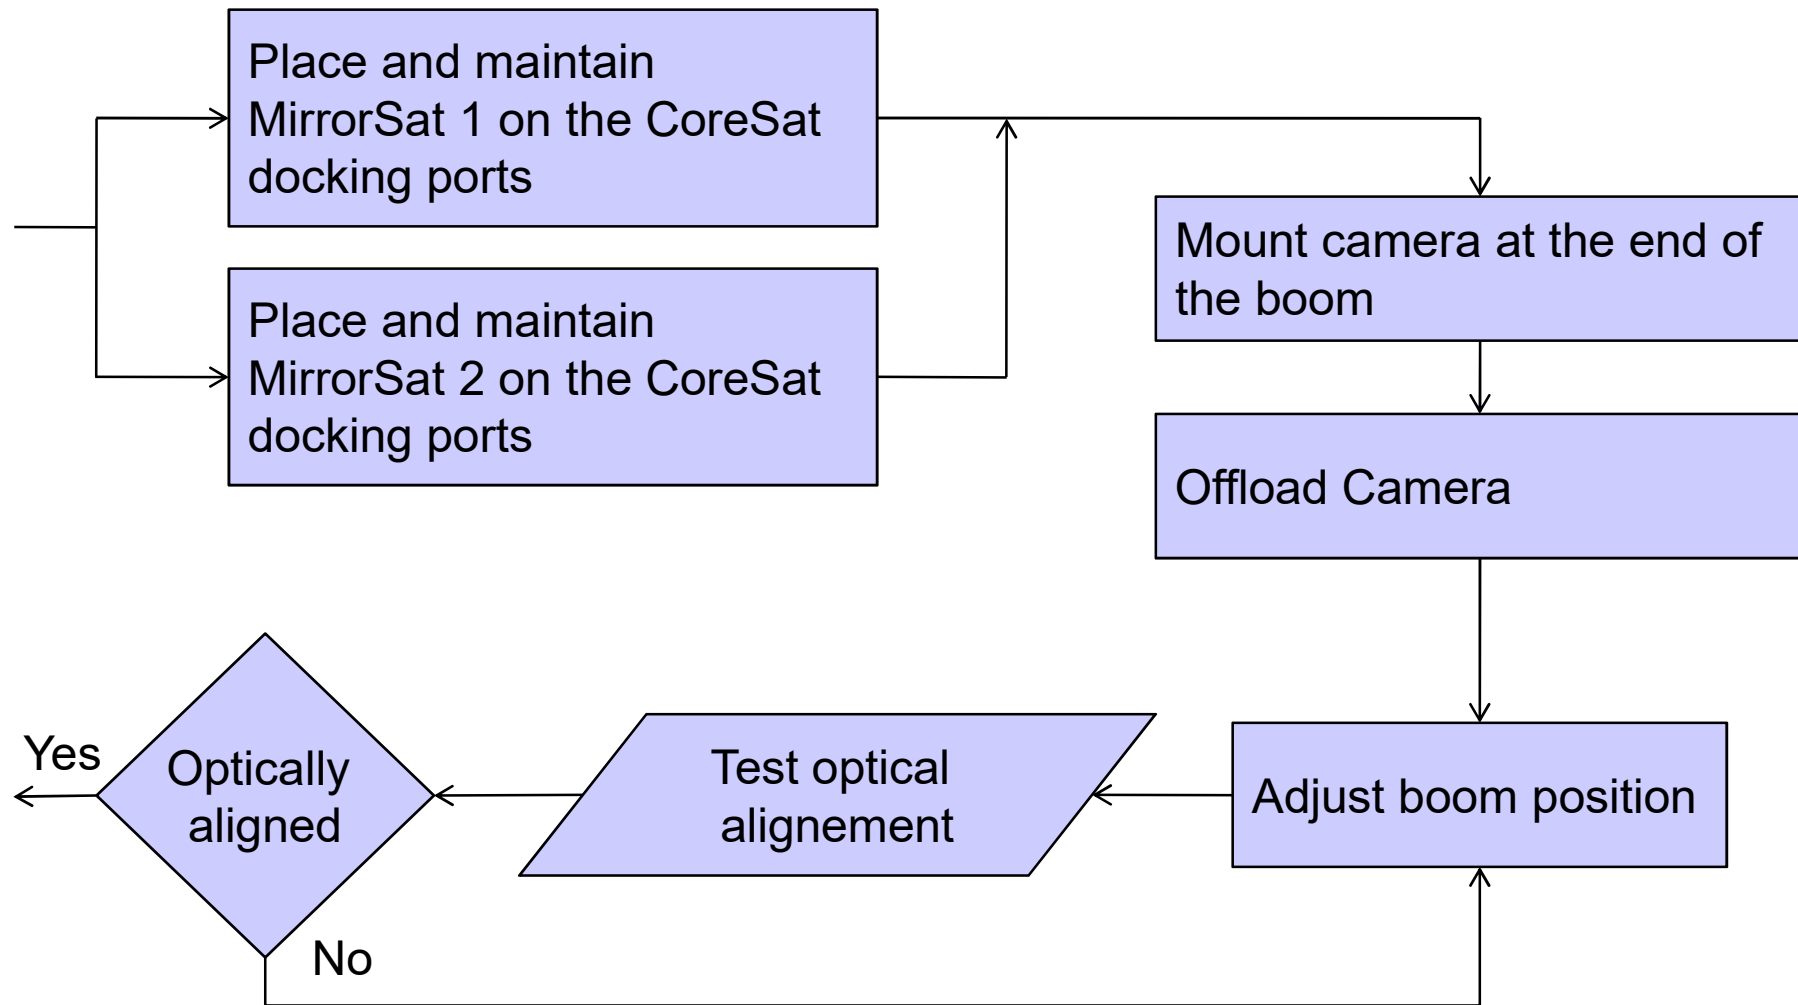 Place and maintain
MirrorSat 1 on the CoreSat
docking ports
Place and maintain
MirrorSat 2 on the CoreSat
docking ports
Mount camera at the end of
the boom
Offload Camera
Adjust boom position
Test optical
alignement
Optically
aligned
Yes
No